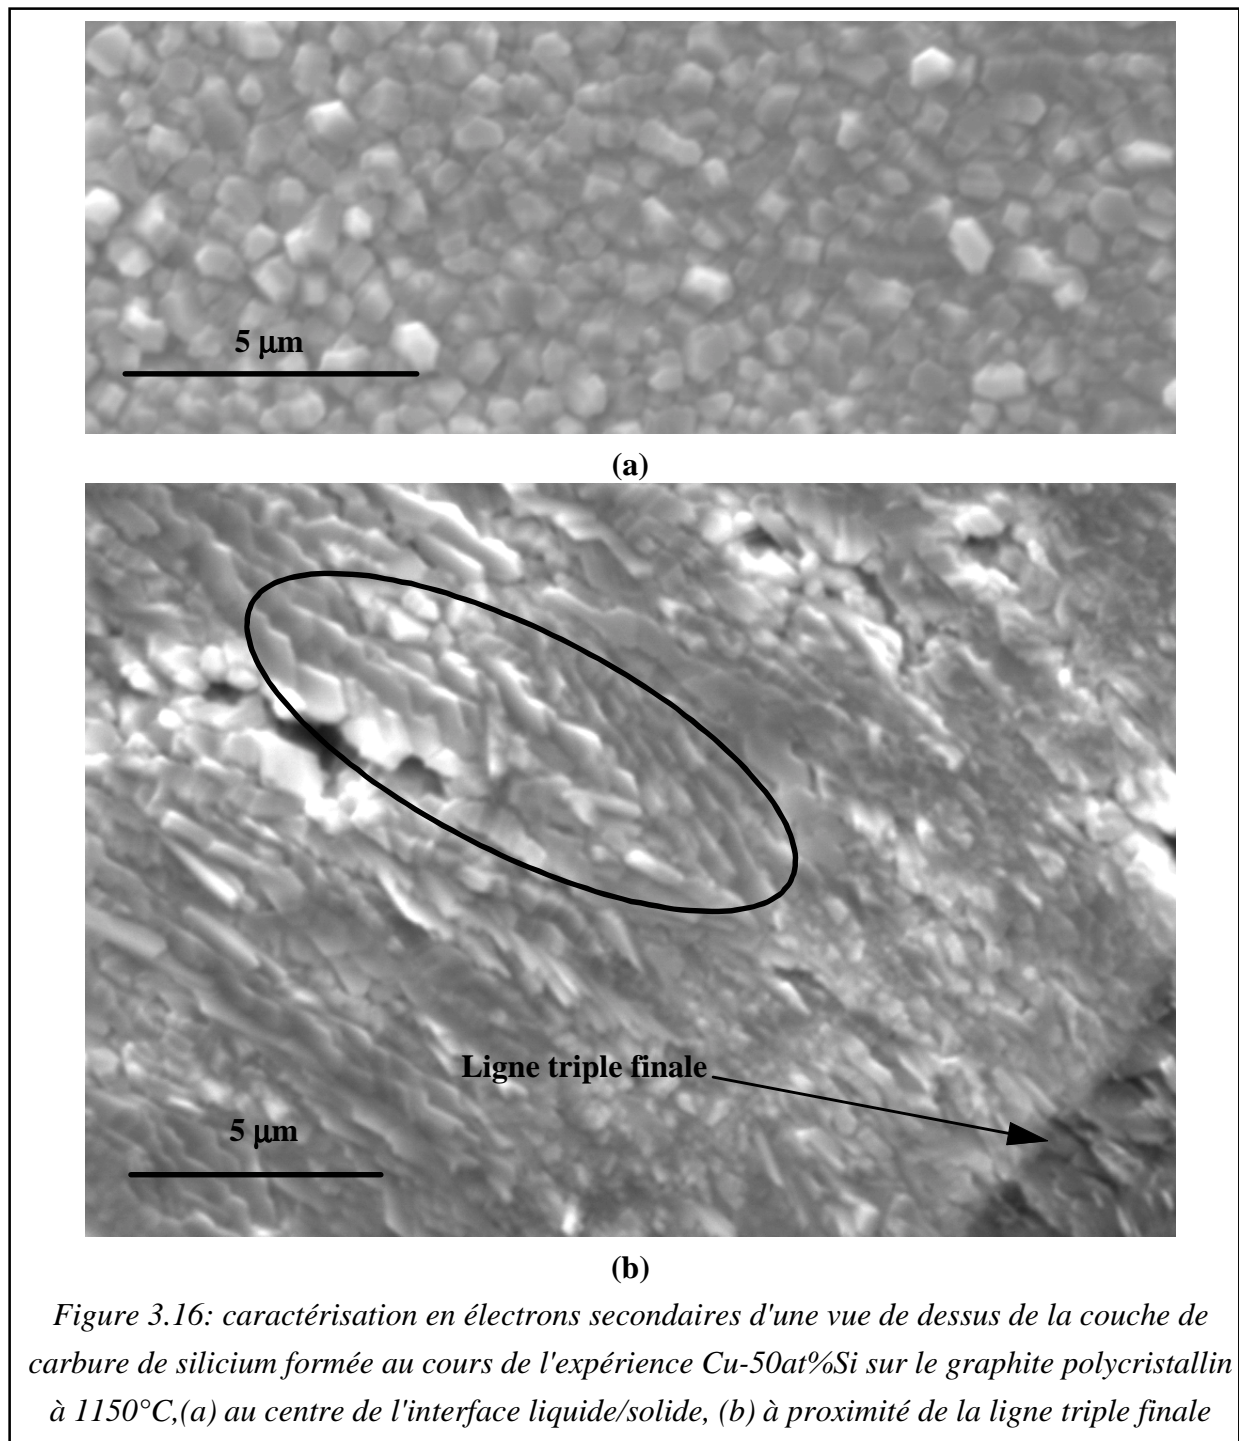 5 μm
(a)
Ligne triple finale
5 μm
(b)
Figure 3.16: caractérisation en électrons secondaires d'une vue de dessus de la couche de
carbure de silicium formée au cours de l'expérience Cu-50at%Si sur le graphite polycristallin
à 1150°C,(a) au centre de l'interface liquide/solide, (b) à proximité de la ligne triple finale